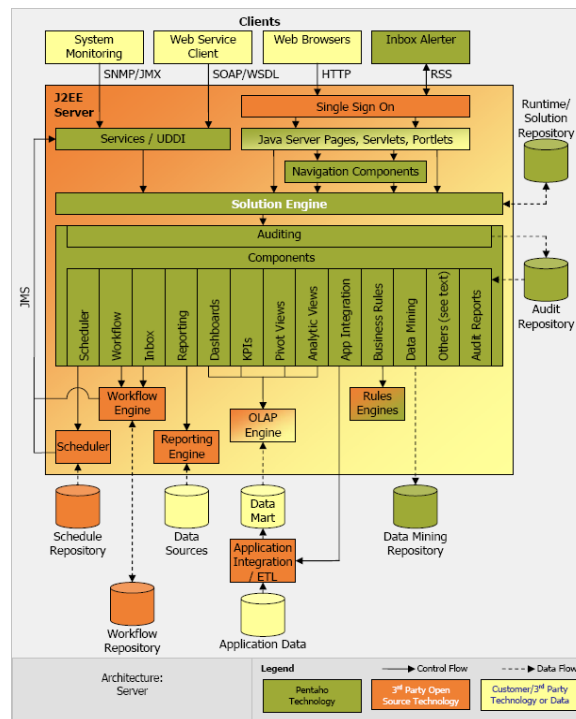 Clients
System
Monitoring
Web Service
Client
Web Browsers
Inbox
Alerter
SNMP/JMX
SOAP/WSDL
HTTP
RSS
J2EE
Server
Single Sign On
Services / UDDI
Java Server Pages, Servlets, Portlets
Navigation Components
Runtime/
Solution
Repository
Solution Engine
Auditing
Components
JMS
Scheduler
Workflow
Inbox
Reporting
Dashboards
KPIs
Pivot Views
Analytic Views
App Integration
Business Rules
Data Mining
Others (see text)
Audit Reports
Audit
Repository
Workflow
Engine
Rules
Engines
OLAP
Engine
Scheduler
Reporting
Engine
Schedule
Repository
Data
Sources
Data
Mart
Data Mining
Repository
Application
Integration
/ ETL
Workflow
Repository
Application Data
Architecture:
Server
Legend
Control Flow
Data Flow
Pentaho
Technology
3rd Party Open
Source Technology
Customer/3rd Party
Technology or Data